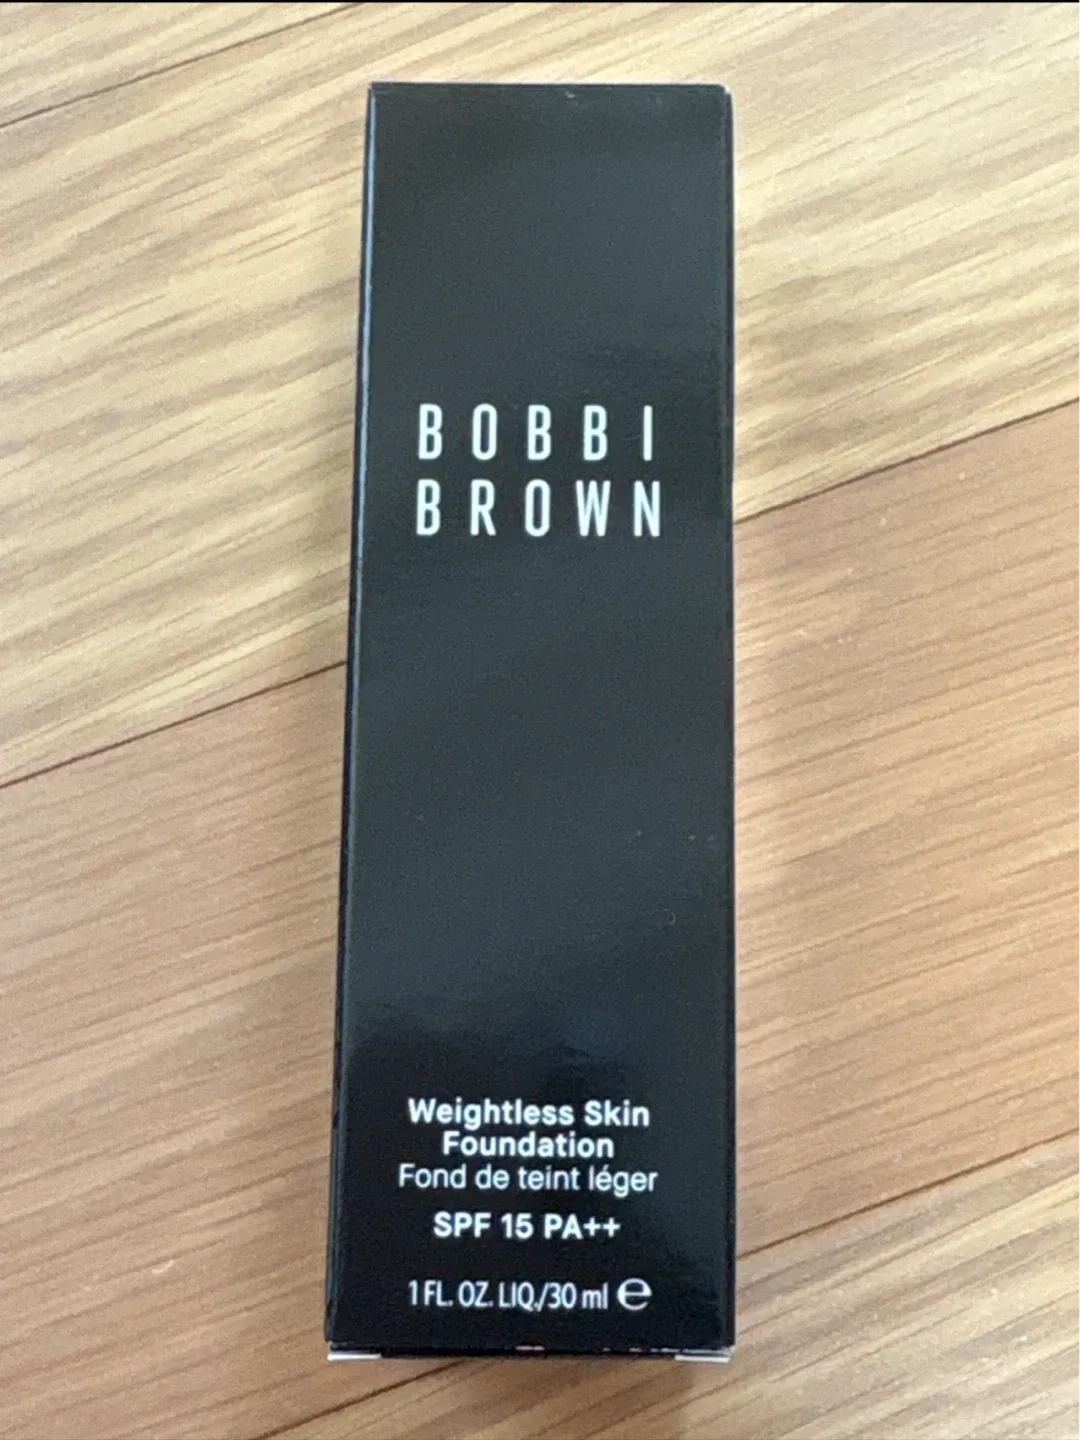 BOBBI
BROWN
Weightless Skin
Foundation
Fond de teint léger
SPF 15 PA++
1 FL. OZ. LIQ./30 ml ℮